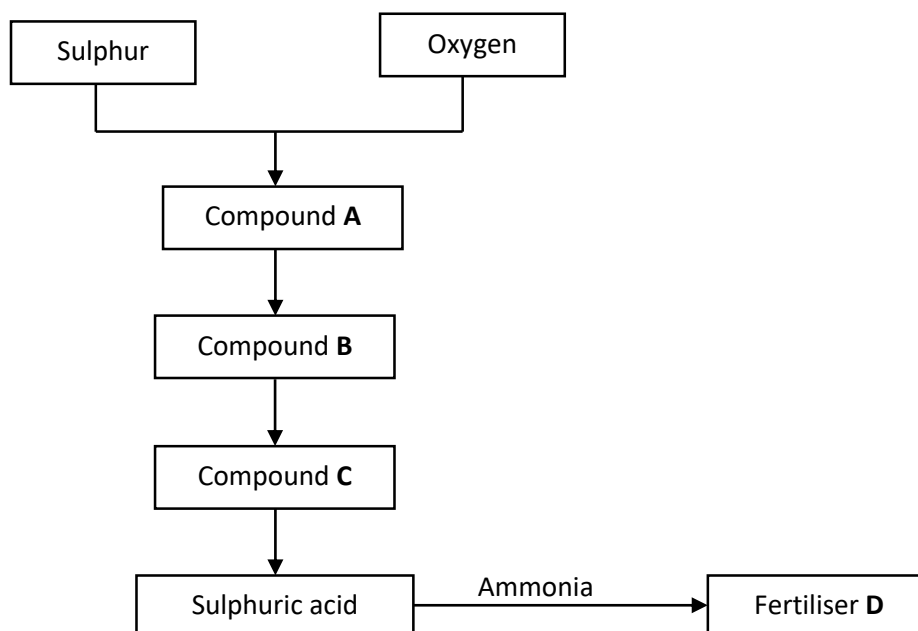 Sulphur
Oxygen
Compound A
Compound B
Compound C
Sulphuric acid
Ammonia
Fertiliser D